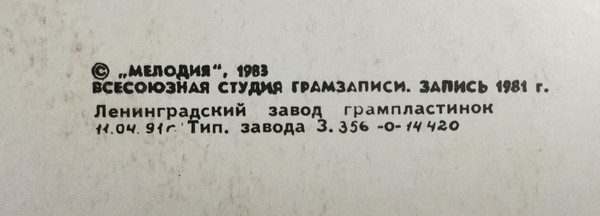 © „МЕЛОДИЯ“, 1983
ВСЕСОЮЗНАЯ СТУДИЯ ГРАМЗАПИСИ. ЗАПИСЬ 1981 г.
Ленинградский завод грампластинок
11.04.91г Тип. завода З. 356 -0-14420